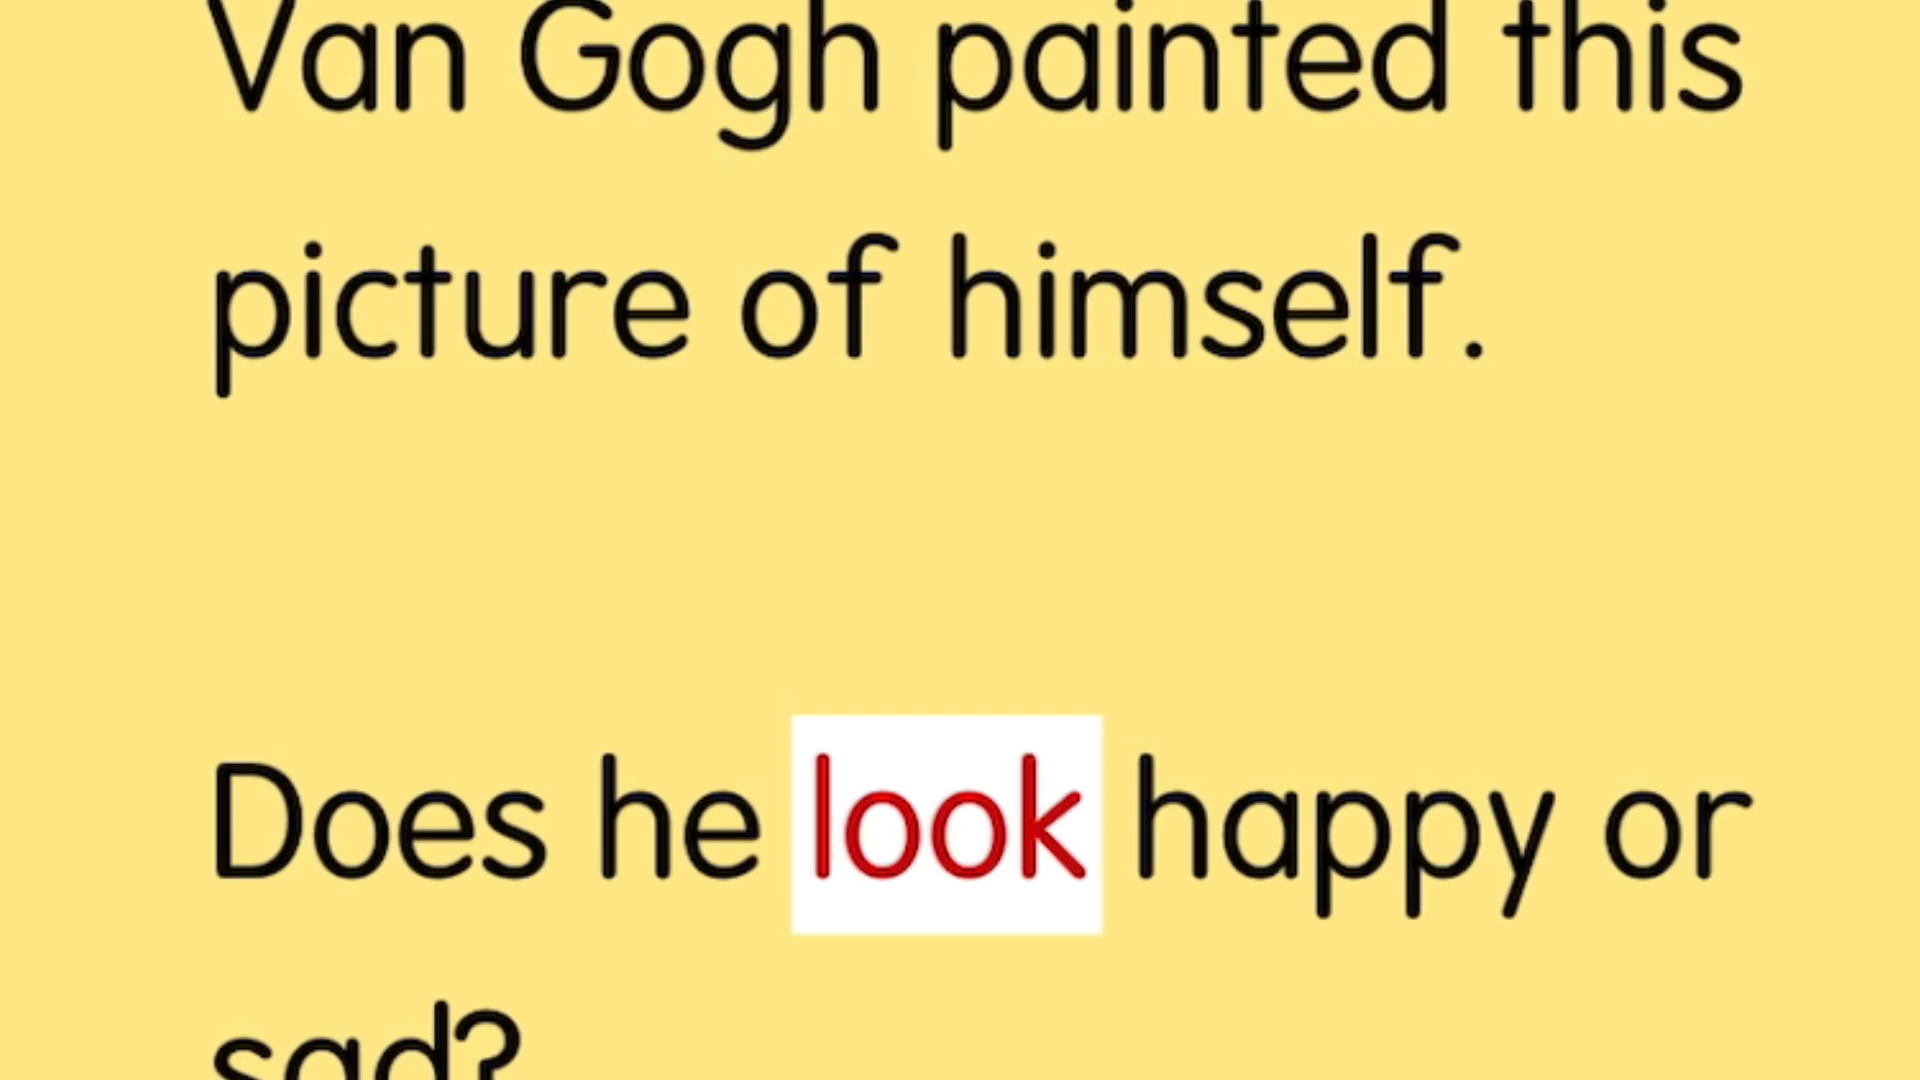 Van Gogh painted this
picture of himself.
Does he look happy or
sad?